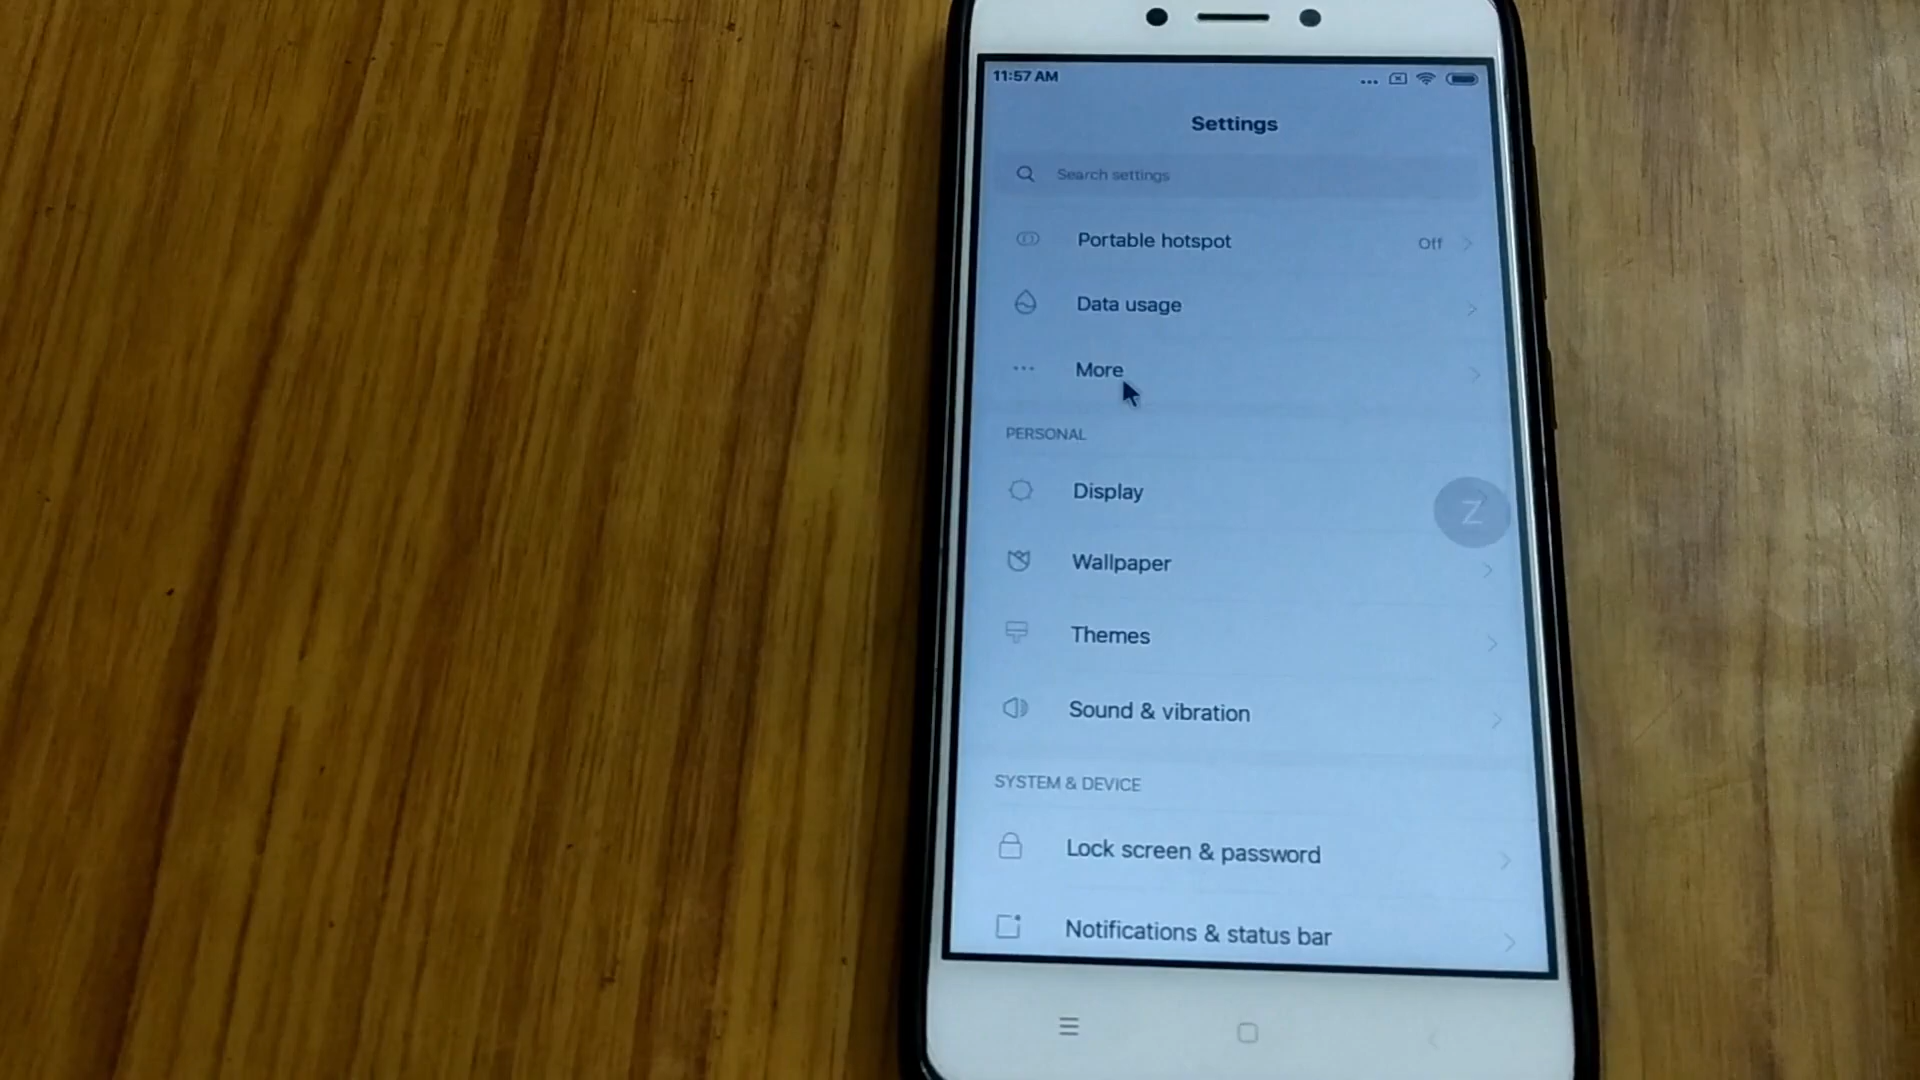 11:57 AM
Settings
Search settings
Portable hotspot Off
Data usage
More
PERSONAL
Display
Z
Wallpaper
Themes
Sound & vibration
SYSTEM & DEVICE
Lock screen & password
Notifications & status bar